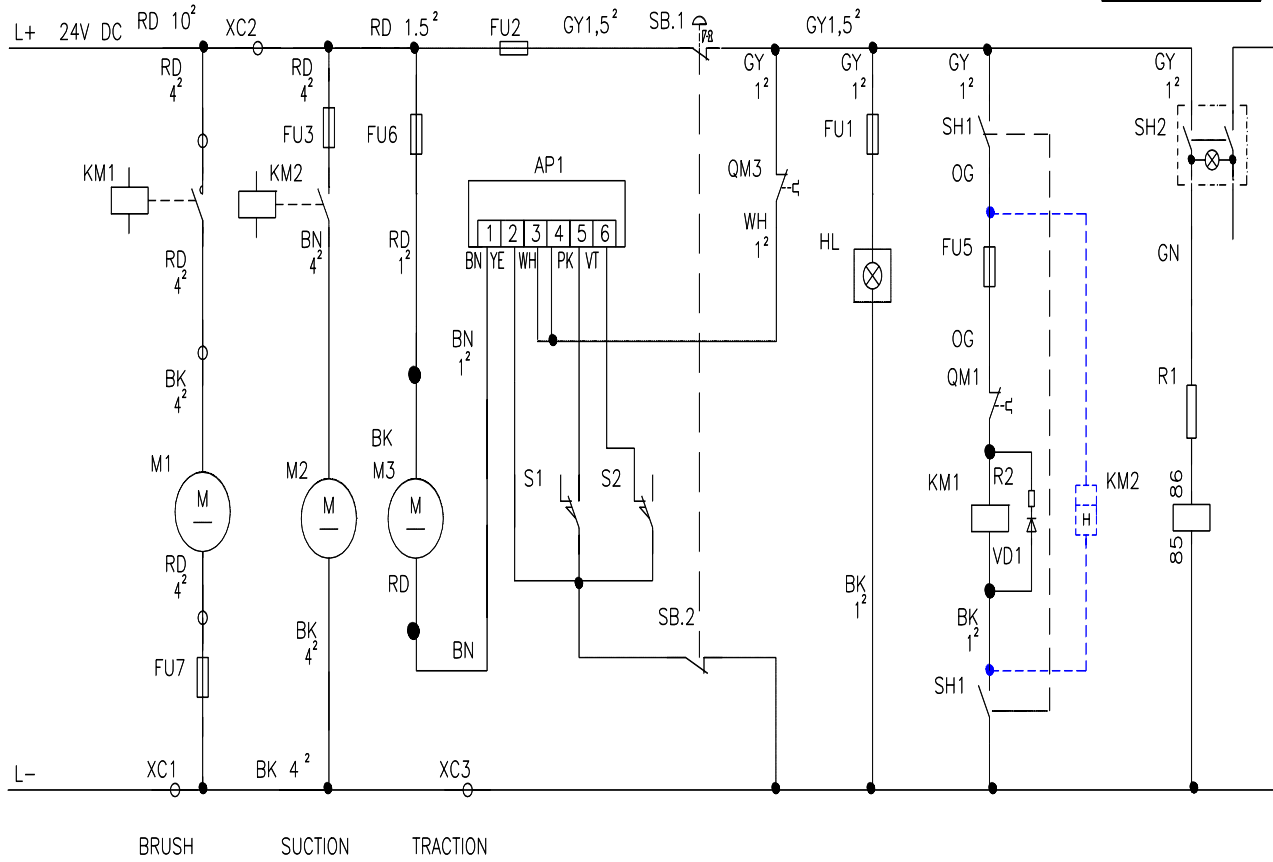 L+ 24V DC RD 10² XC2 RD 1.5² FU2 GY1,5² SB.1 GY1,5²
RD 4² RD 4² GY 1² GY 1² GY 1² GY 1²
FU3 FU6 FU1 SH1 SH2
KM1 KM2 AP1 QM3 OG
1 2 3 4 5 6
BN YE WH PK VT
RD 4² BN 4² RD 1² WH 1² HL FU5 GN
BN 1² OG
BK 4² QM1 R1
BK
M1 M2 M3 S1 S2 KM1 R2 KM2 86
M M M H
VD1 85
RD 4² RD BK 1²
BK 4² BN SB.2 BK 1²
FU7 SH1
L- XC1 BK 4² XC3
BRUSH SUCTION TRACTION